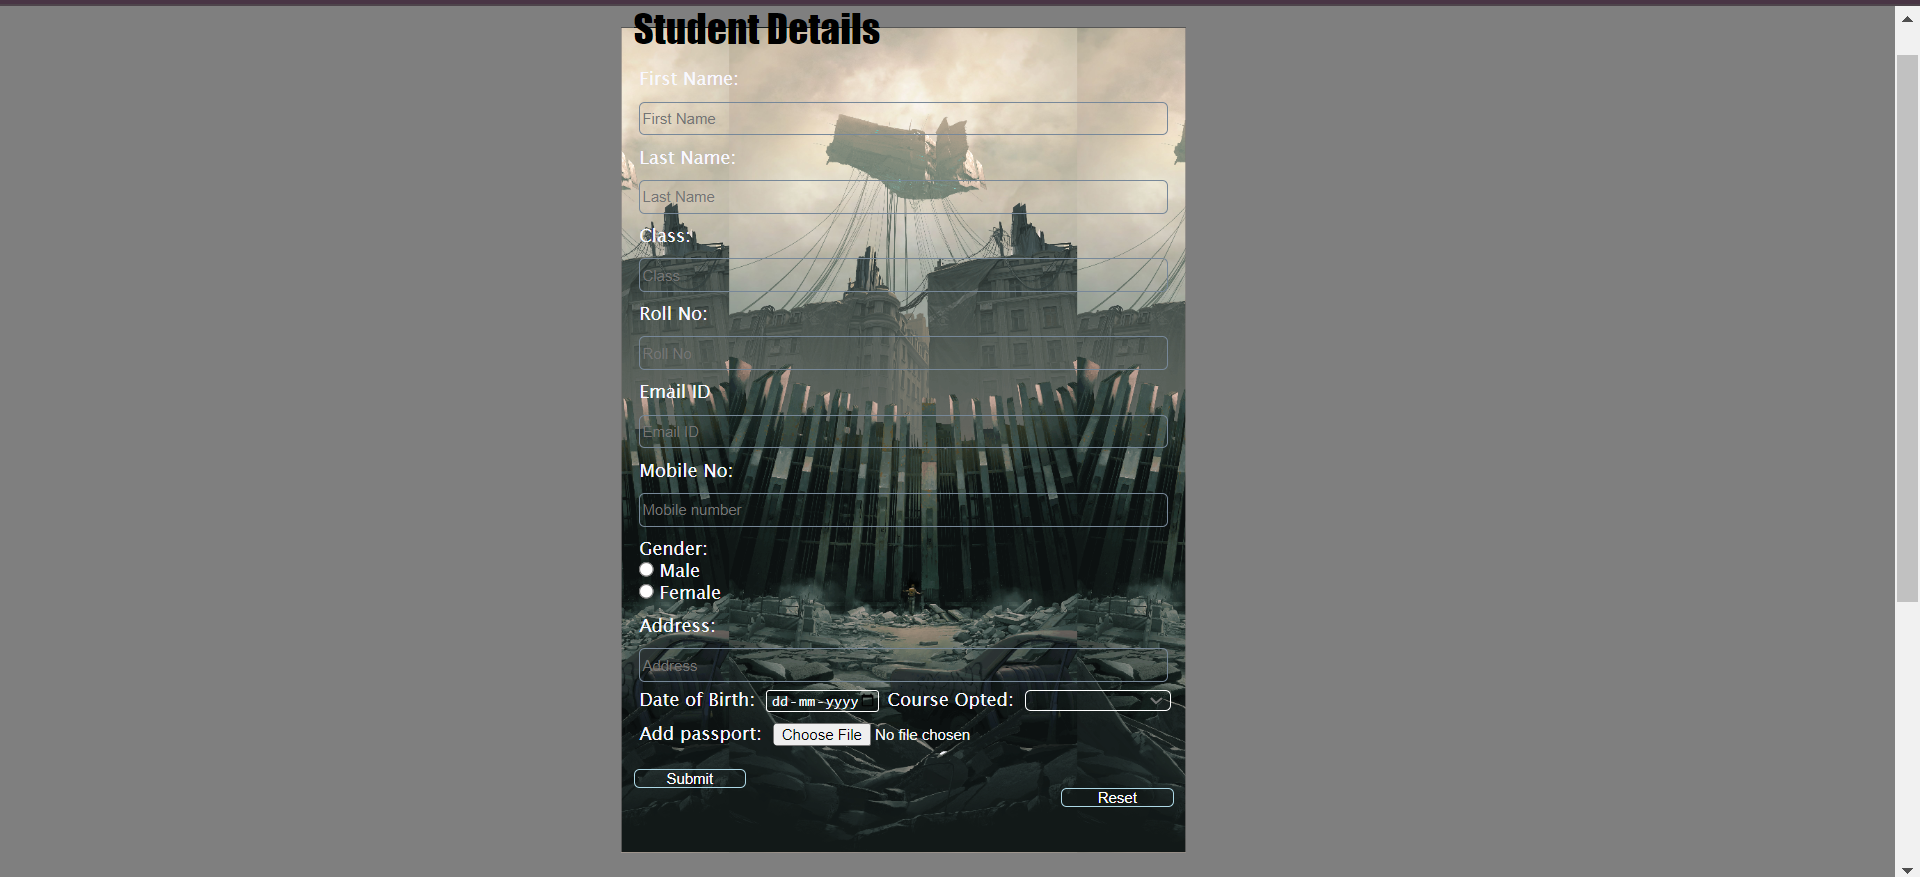 Student Details
First Name:
First Name
Last Name:
Last Name
Class:
Class
Roll No:
Roll No
Email ID
Email ID
Mobile No:
Mobile number
Gender:
Male
Female
Address:
Address
Date of Birth: dd-mm-yyyy Course Opted:
Add passport: Choose File No file chosen
Submit
Reset